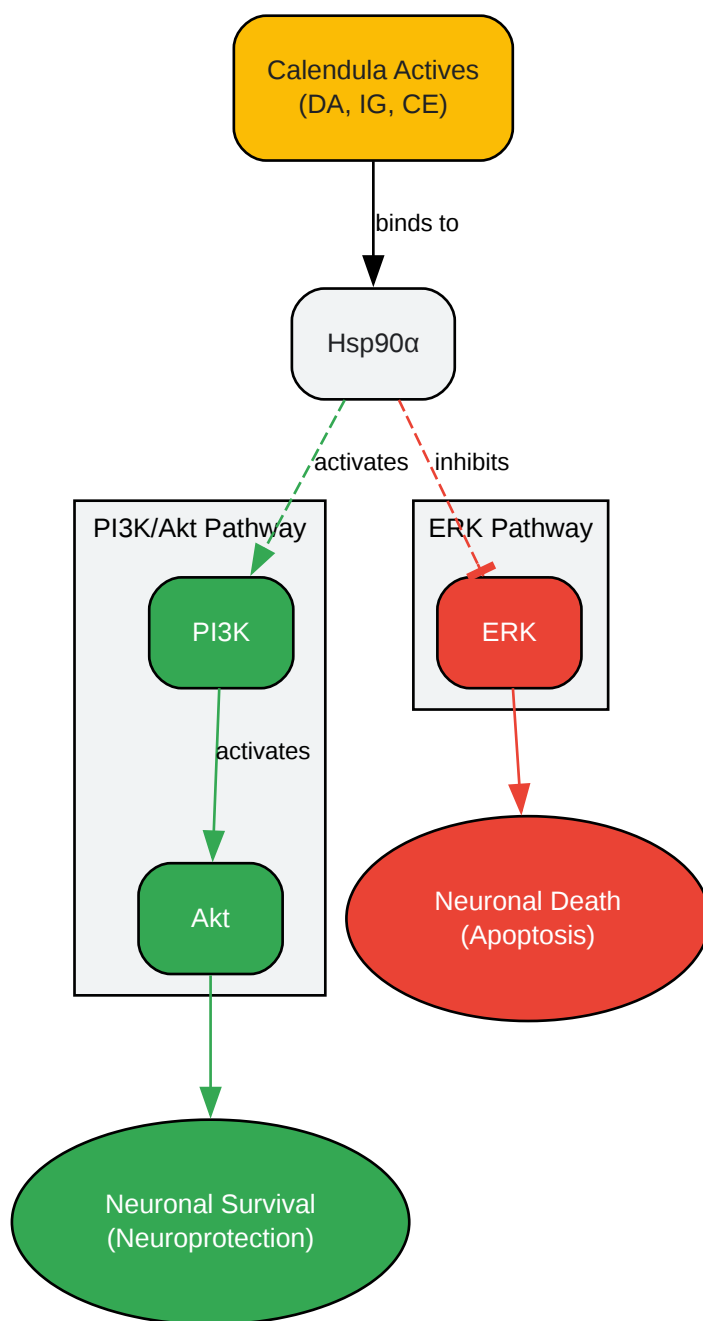 Calendula Actives
(DA, IG, CE)
binds to
Hsp90α
activates
inhibits
PI3K/Akt Pathway
ERK Pathway
PI3K
ERK
activates
Akt
Neuronal Death
(Apoptosis)
Neuronal Survival
(Neuroprotection)